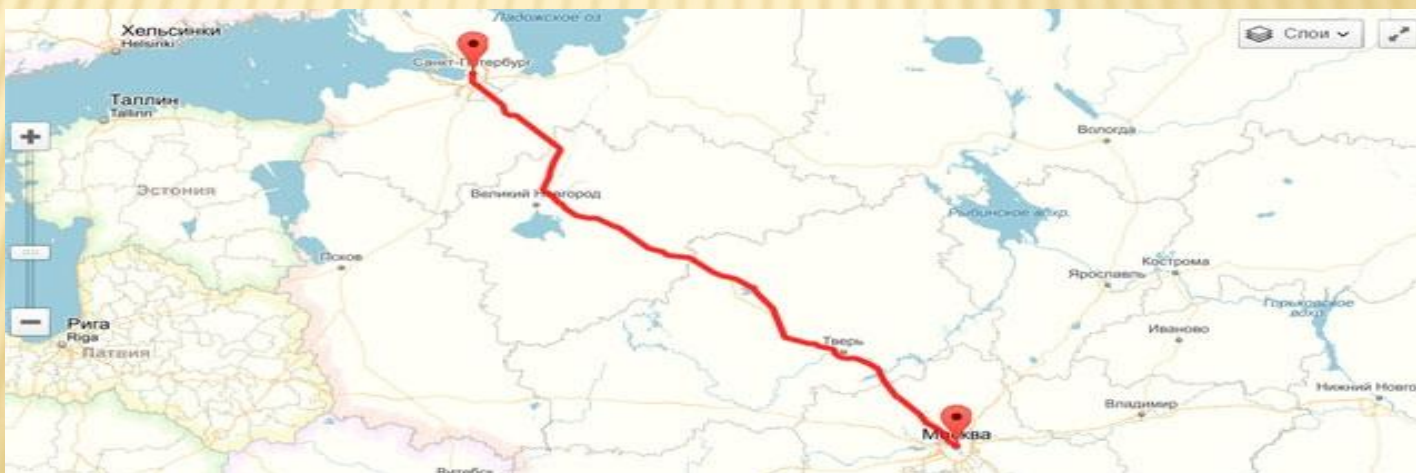 Хельсинки
Helsinki
Ладожское оз.
Слои
Санкт-Петербург
Таллин
Tallinn
Вологда
Эстония
Великий Новгород
Рыбинское вдхр.
Псков
Кострома
Ярославль
Горьковское
вдхр.
Рига
Riga
Иваново
Латвия
Тверь
Нижний Новго
Владимир
Москва
Витебск